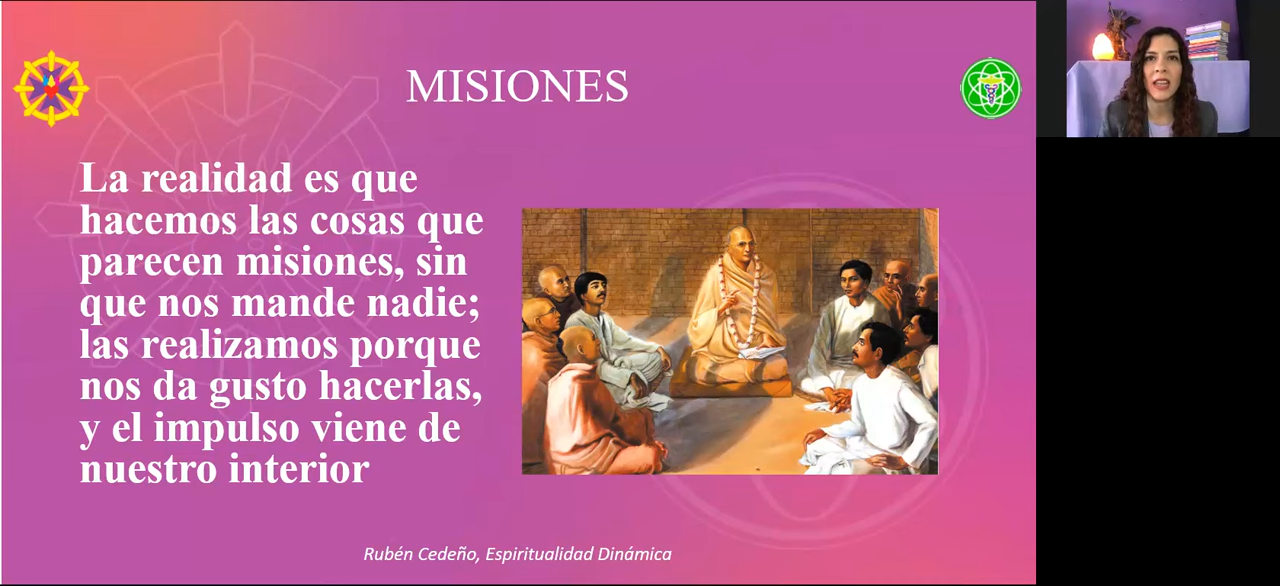 MISIONES
La realidad es que
hacemos las cosas que
parecen misiones, sin
que nos mande nadie;
las realizamos porque
nos da gusto hacerlas,
y el impulso viene de
nuestro interior
Rubén Cedeño, Espiritualidad Dinámica